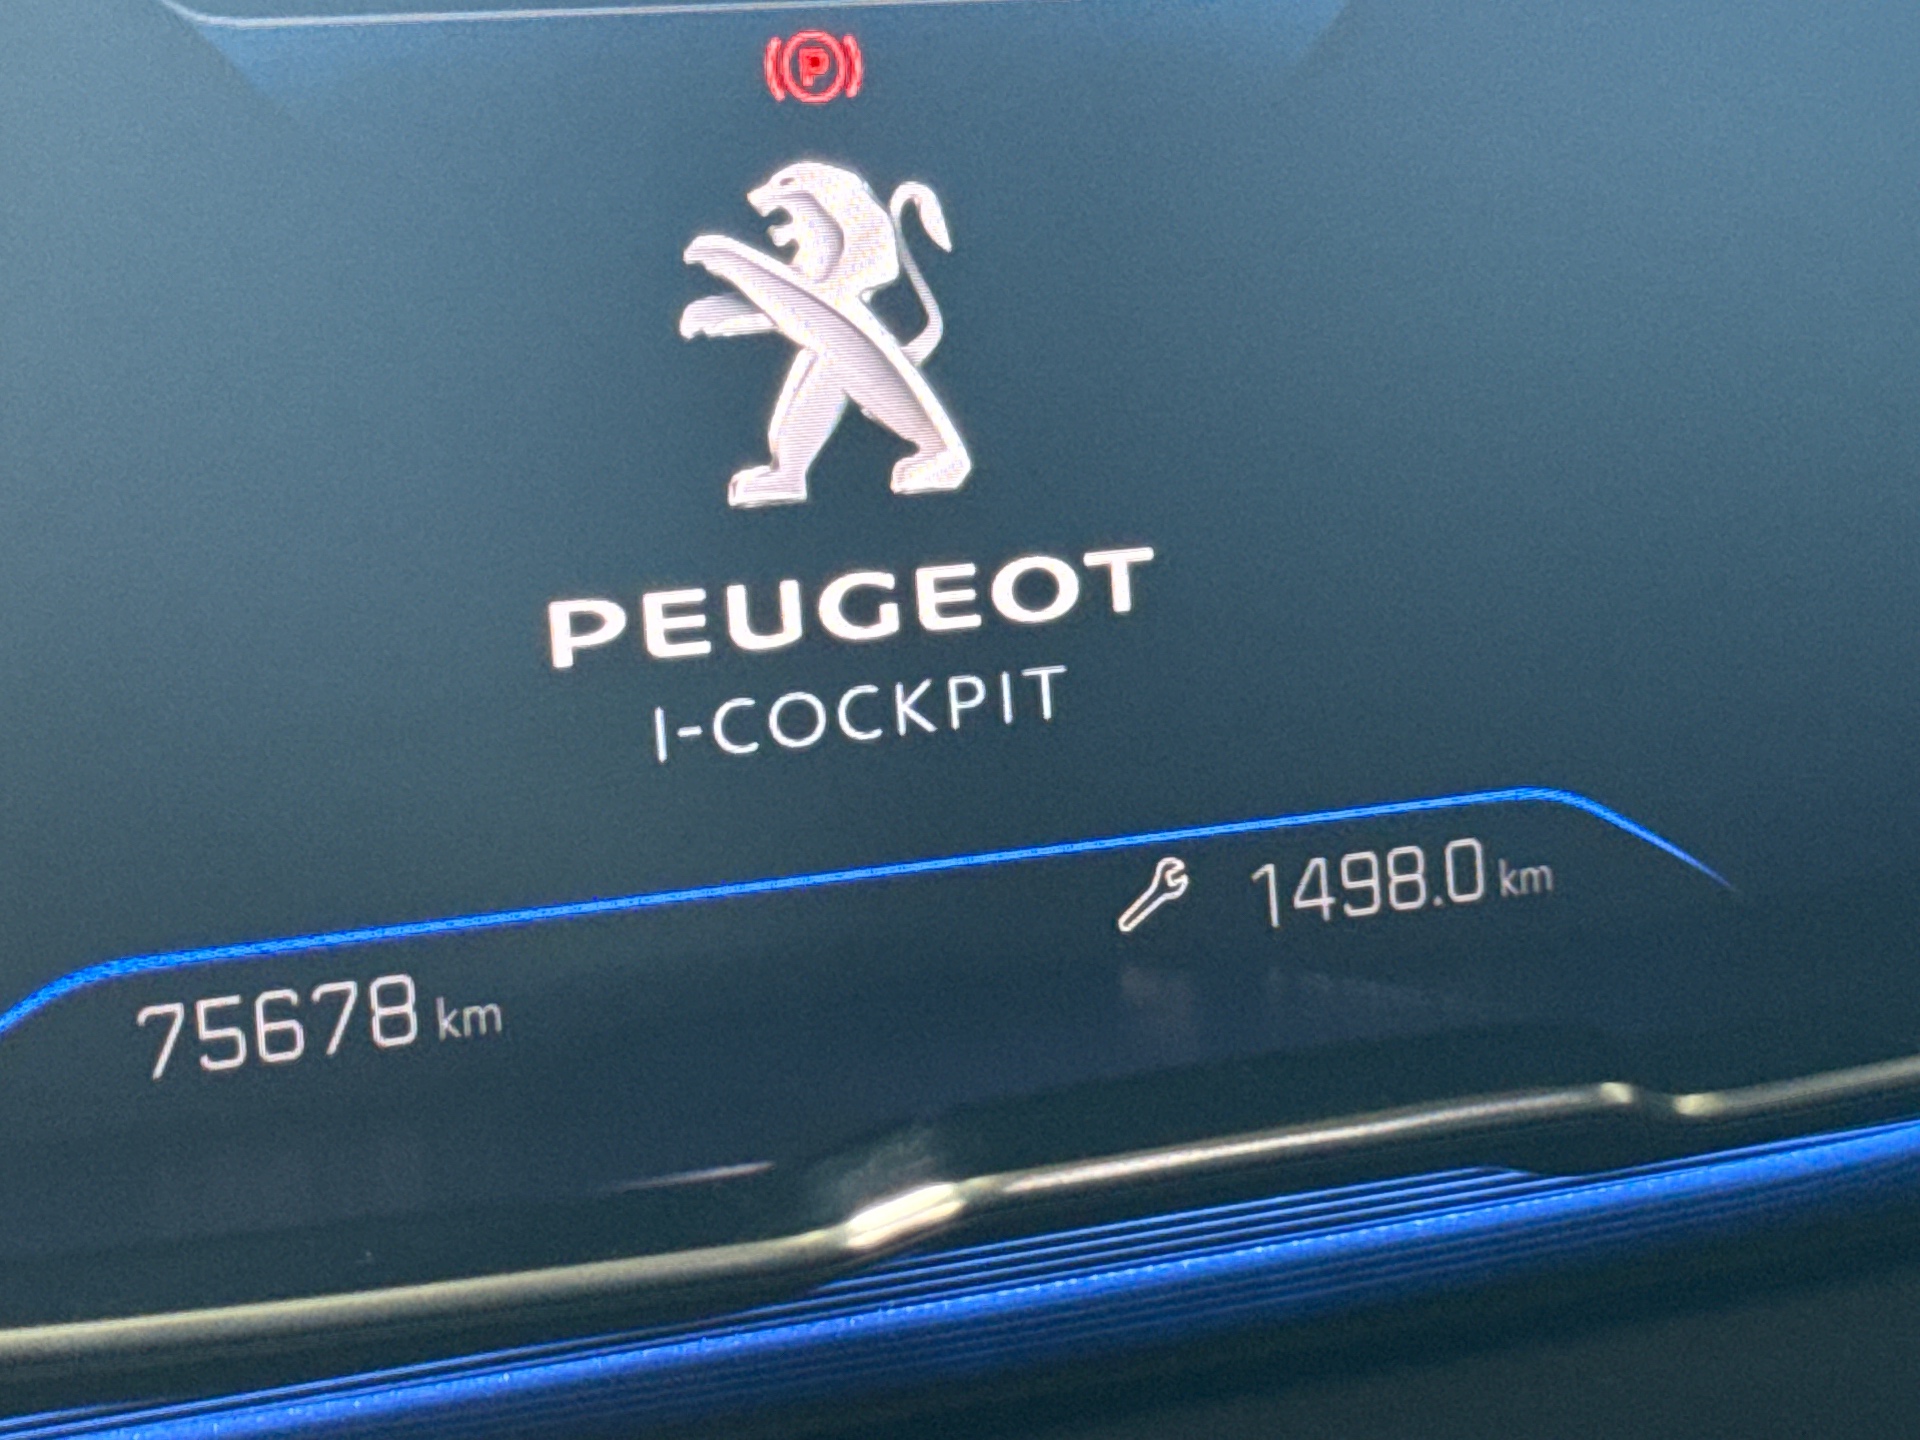 P
PEUGEOT
I-COCKPIT
1498.0 km
75678 km